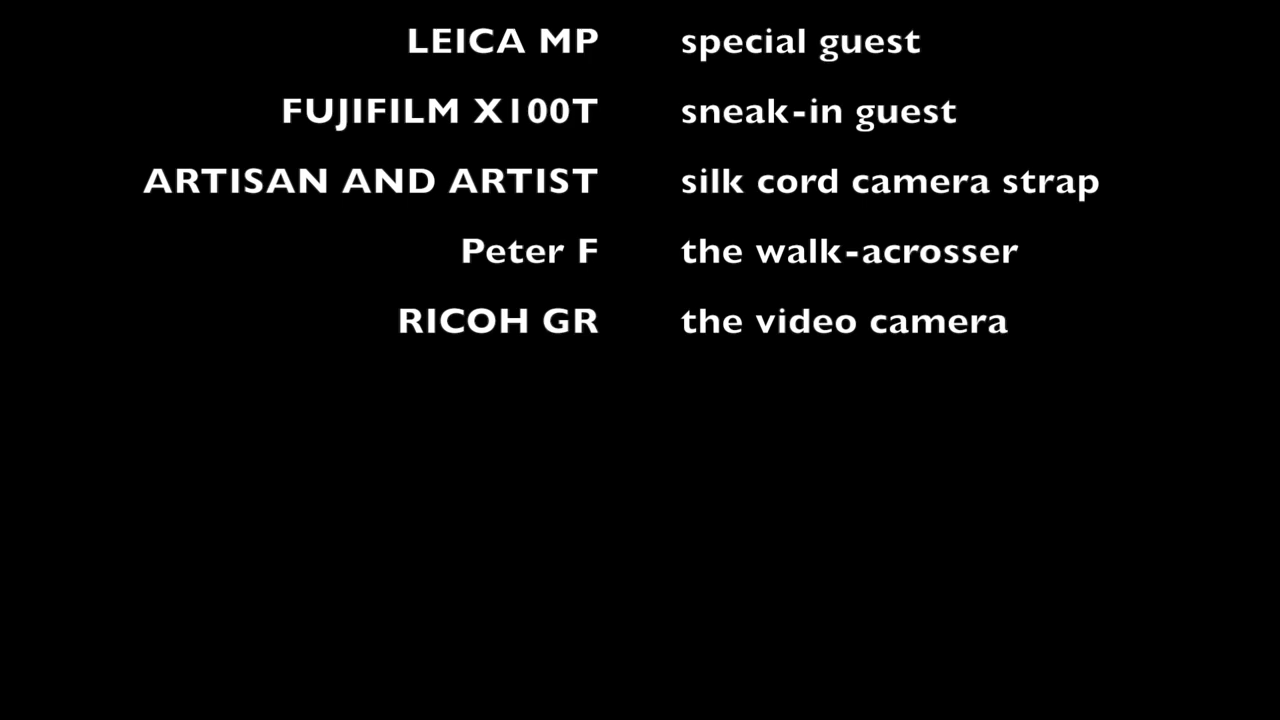 LEICA MP special guest
FUJIFILM X100T sneak-in guest
ARTISAN AND ARTIST silk cord camera strap
Peter F the walk-acrosser
RICOH GR the video camera